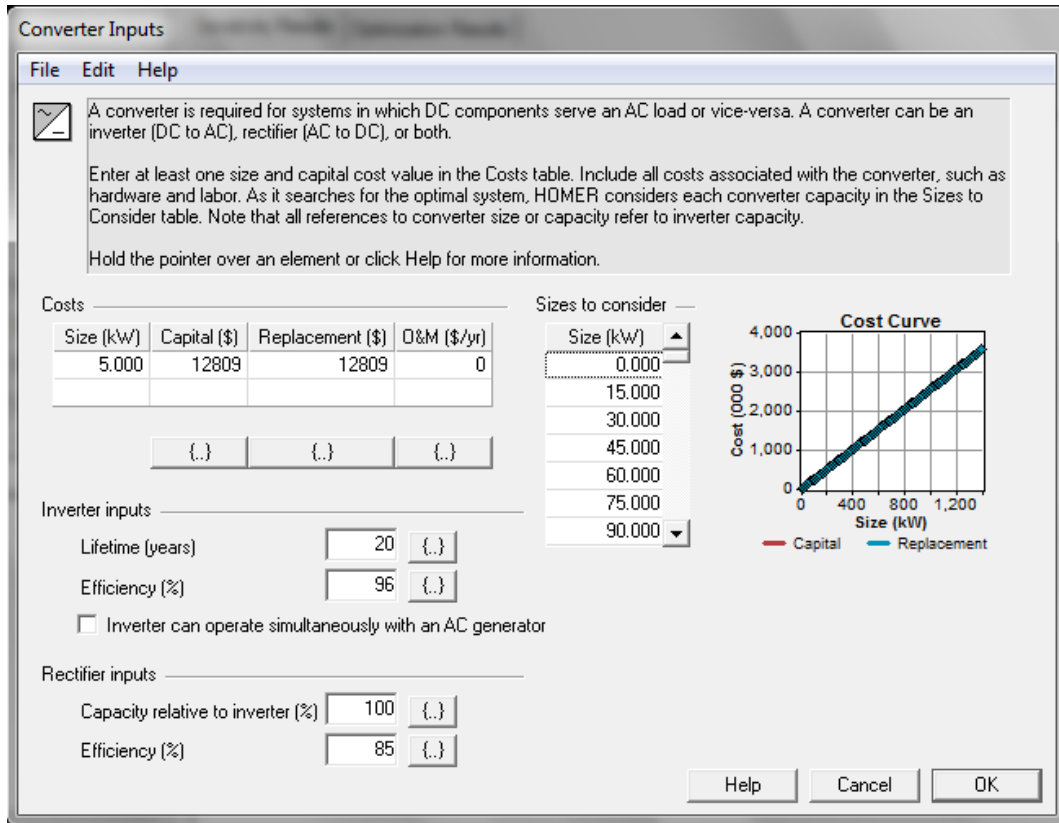 Converter Inputs
File Edit Help
A converter is required for systems in which DC components serve an AC load or vice-versa. A converter can be an
inverter (DC to AC), rectifier (AC to DC), or both.
Enter at least one size and capital cost value in the Costs table. Include all costs associated with the converter, such as
hardware and labor. As it searches for the optimal system, HOMER considers each converter capacity in the Sizes to
Consider table. Note that all references to converter size or capacity refer to inverter capacity.
Hold the pointer over an element or click Help for more information.
Costs
Size (kW) Capital ($) Replacement ($) O&M ($/yr)
5.000 12809 12809 0
{..} {..} {..}
Sizes to consider
Size (kW)
0.000
15.000
30.000
45.000
60.000
75.000
90.000
Cost Curve
Cost (000 $)
4,000
3,000
2,000
1,000
0
0 400 800 1,200
Size (kW)
Capital Replacement
Inverter inputs
Lifetime (years) 20 {..}
Efficiency (%) 96 {..}
Inverter can operate simultaneously with an AC generator
Rectifier inputs
Capacity relative to inverter (%) 100 {..}
Efficiency (%) 85 {..}
Help Cancel OK